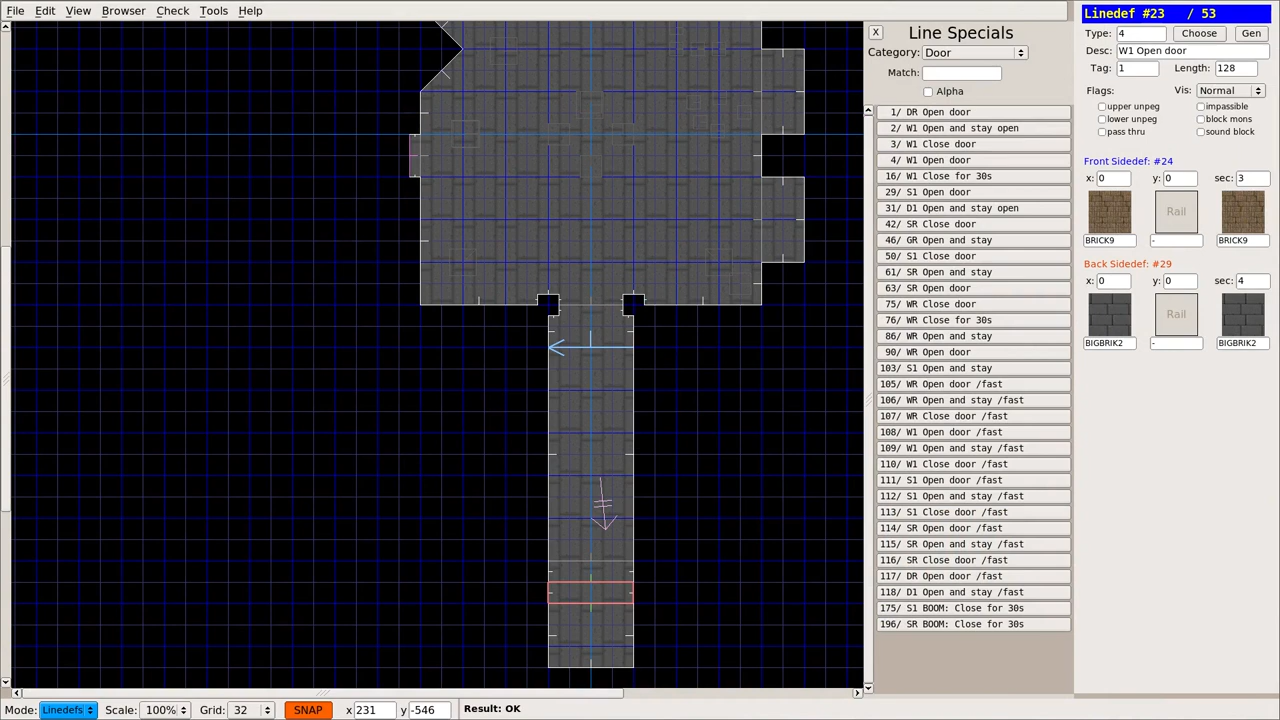 File Edit View Browser Check Tools Help
X Line Specials
Category: Door
Match:
Alpha
1/ DR Open door
2/ W1 Open and stay open
3/ W1 Close door
4/ W1 Open door
16/ W1 Close for 30s
29/ S1 Open door
31/ D1 Open and stay open
42/ SR Close door
46/ GR Open and stay
50/ S1 Close door
61/ SR Open and stay
63/ SR Open door
75/ WR Close door
76/ WR Close for 30s
86/ WR Open and stay
90/ WR Open door
103/ S1 Open and stay
105/ WR Open door /fast
106/ WR Open and stay /fast
107/ WR Close door /fast
108/ W1 Open door /fast
109/ W1 Open and stay /fast
110/ W1 Close door /fast
111/ S1 Open door /fast
112/ S1 Open and stay /fast
113/ S1 Close door /fast
114/ SR Open door /fast
115/ SR Open and stay /fast
116/ SR Close door /fast
117/ DR Open door /fast
118/ D1 Open and stay /fast
175/ S1 BOOM: Close for 30s
196/ SR BOOM: Close for 30s
Linedef #23 / 53
Type: 4 Choose Gen
Desc: W1 Open door
Tag: 1 Length: 128
Flags: Vis: Normal
upper unpeg impassible
lower unpeg block mons
pass thru sound block
Front Sidedef: #24
x: 0 y: 0 sec: 3
Rail
BRICK9 - BRICK9
Back Sidedef: #29
x: 0 y: 0 sec: 4
Rail
BIGBRIK2 - BIGBRIK2
Mode: Linedefs Scale: 100% Grid: 32 SNAP x 231 y -546 Result: OK